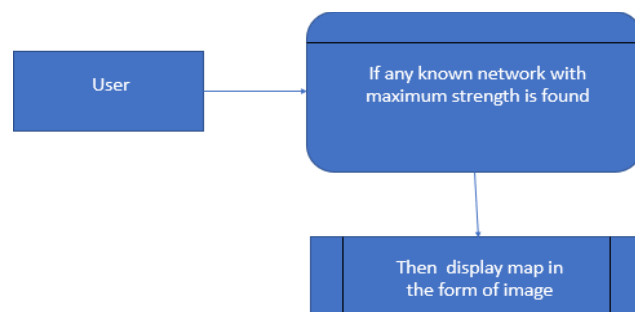 User
If any known network with
maximum strength is found
Then display map in
the form of image